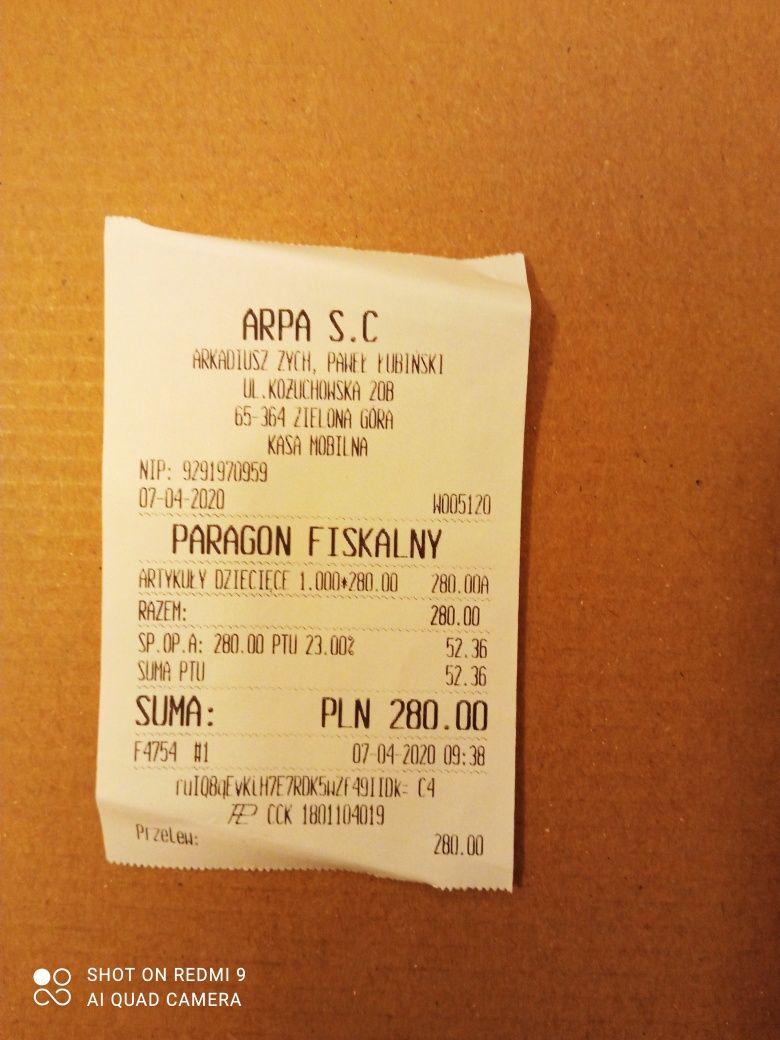 ARPA S.C
ARKADIUSZ ZYCH, PAWEŁ ŁUBIŃSKI
UL.KOŻUCHOWSKA 20B
65-364 ZIELONA GÓRA
KASA MOBILNA
NIP: 9291970959
07-04-2020 W005120
PARAGON FISKALNY
ARTYKUŁY DZIECIĘCE 1.000*280.00 280.00A
RAZEM: 280.00
SP.OP.A: 280.00 PTU 23.00% 52.36
SUMA PTU 52.36
SUMA: PLN 280.00
F4754 #1 07-04-2020 09:38
ruIQ8qEvKlH7E7RDK5wZf49IIDk= C4
CCK 1801104019
Przelew: 280.00
SHOT ON REDMI 9
AI QUAD CAMERA